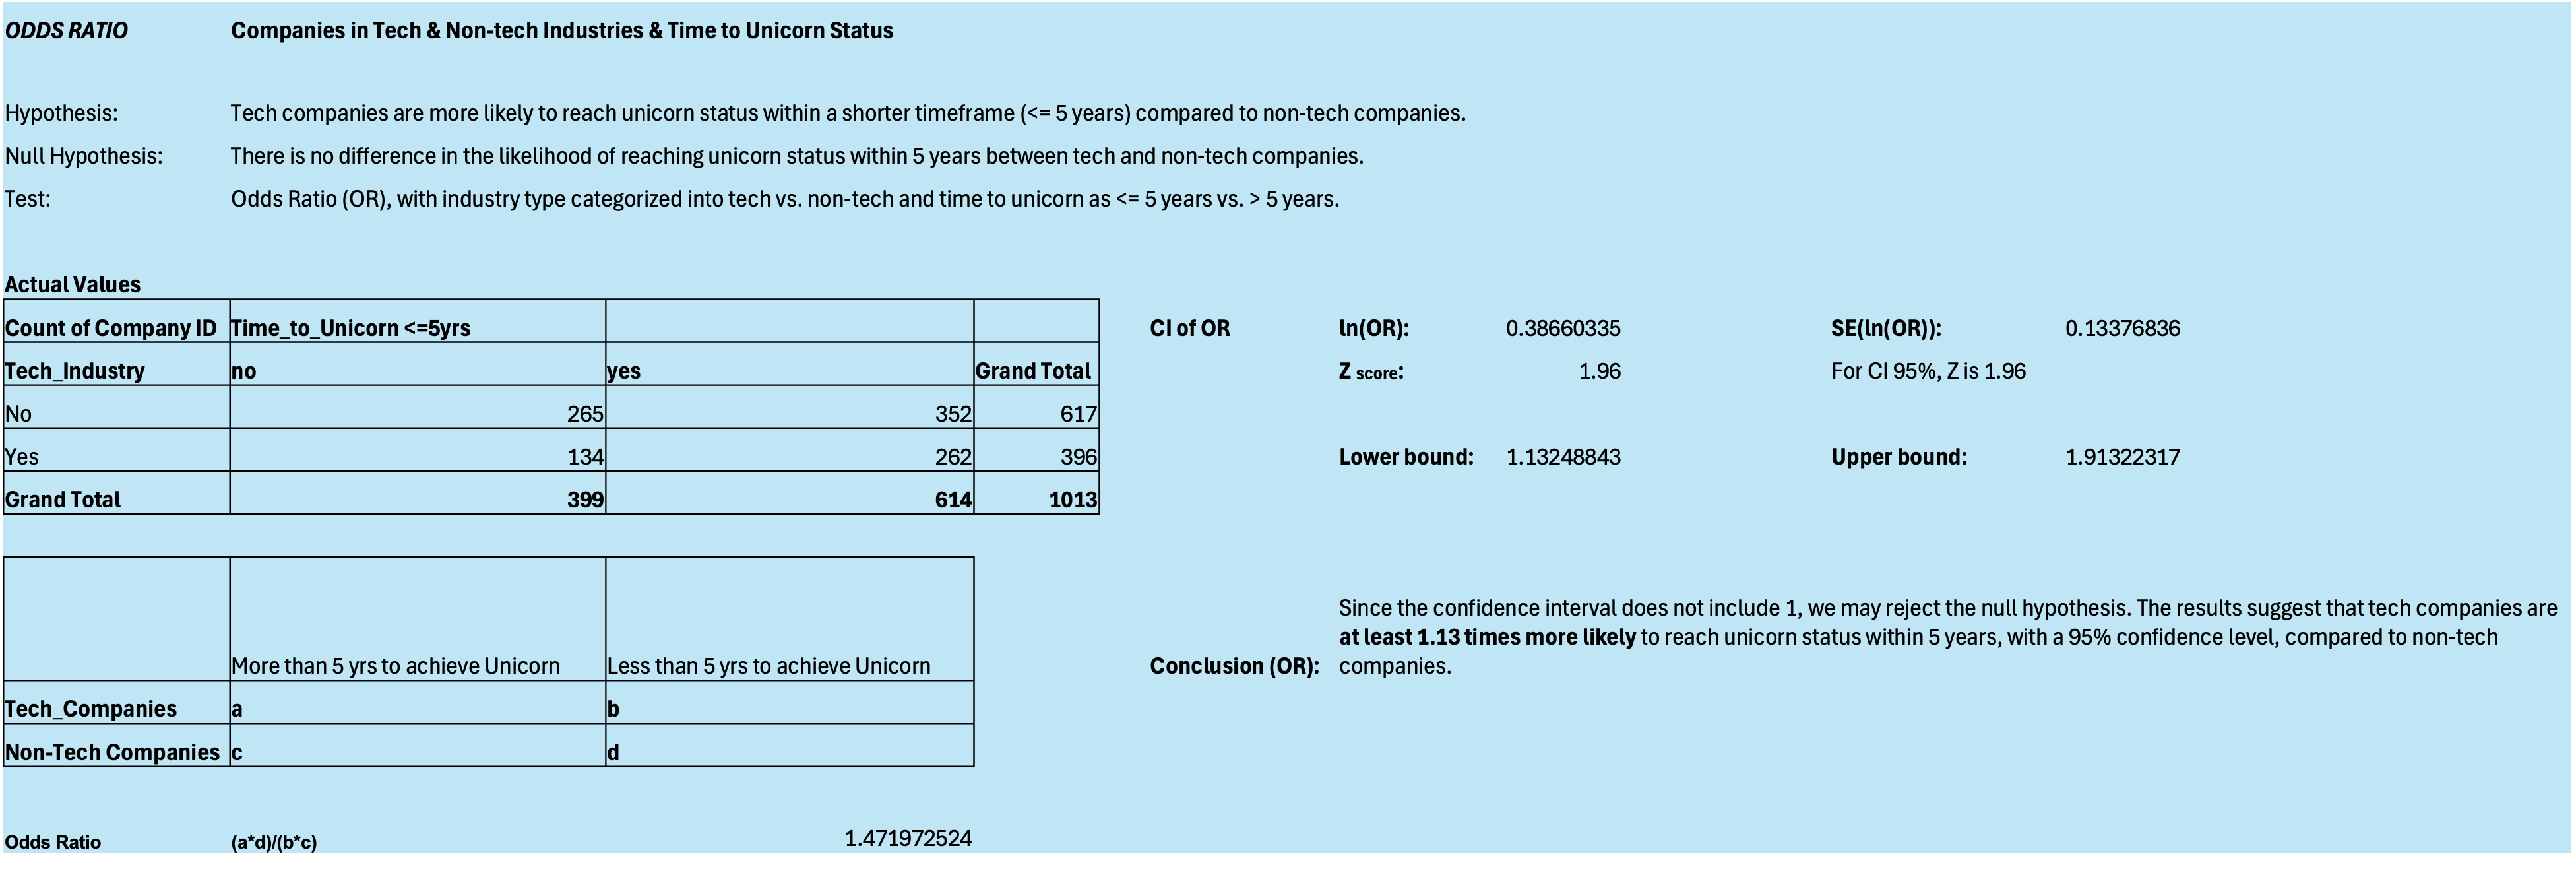 ODDS RATIO Companies in Tech & Non-tech Industries & Time to Unicorn Status
Hypothesis: Tech companies are more likely to reach unicorn status within a shorter timeframe (<= 5 years) compared to non-tech companies.
Null Hypothesis: There is no difference in the likelihood of reaching unicorn status within 5 years between tech and non-tech companies.
Test: Odds Ratio (OR), with industry type categorized into tech vs. non-tech and time to unicorn as <= 5 years vs. > 5 years.
Actual Values
Count of Company ID Time_to_Unicorn <=5yrs
Tech_Industry no yes Grand Total
No 265 352 617
Yes 134 262 396
Grand Total 399 614 1013
CI of OR ln(OR): 0.38660335 SE(ln(OR)): 0.13376836
Z score: 1.96 For CI 95%, Z is 1.96
Lower bound: 1.13248843 Upper bound: 1.91322317
More than 5 yrs to achieve Unicorn Less than 5 yrs to achieve Unicorn
Tech_Companies a b
Non-Tech Companies c d
Conclusion (OR):
Since the confidence interval does not include 1, we may reject the null hypothesis. The results suggest that tech companies are
at least 1.13 times more likely to reach unicorn status within 5 years, with a 95% confidence level, compared to non-tech
companies.
Odds Ratio (a*d)/(b*c) 1.471972524